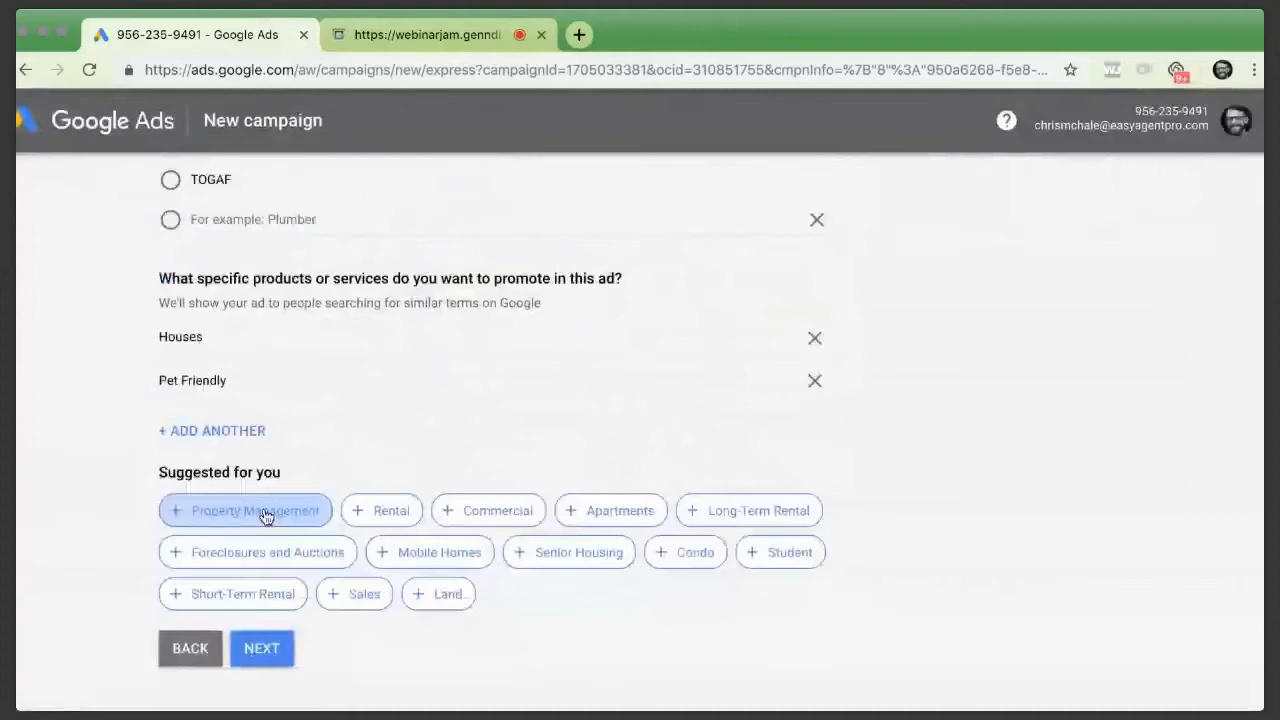 956-235-9491 - Google Ads
https://webinarjam.genndi
https://ads.google.com/aw/campaigns/new/express?campaignId=1705033381&ocid=310851755&cmpnInfo=%7B"8"%3A"950a6268-f5e8-...
9+
Google Ads
New campaign
956-235-9491
chrismchale@easyagentpro.com
TOGAF
For example: Plumber
What specific products or services do you want to promote in this ad?
We'll show your ad to people searching for similar terms on Google
Houses
Pet Friendly
+ ADD ANOTHER
Suggested for you
+ Property Management + Rental + Commercial + Apartments + Long-Term Rental
+ Foreclosures and Auctions + Mobile Homes + Senior Housing + Condo + Student
+ Short-Term Rental + Sales + Land
BACK NEXT